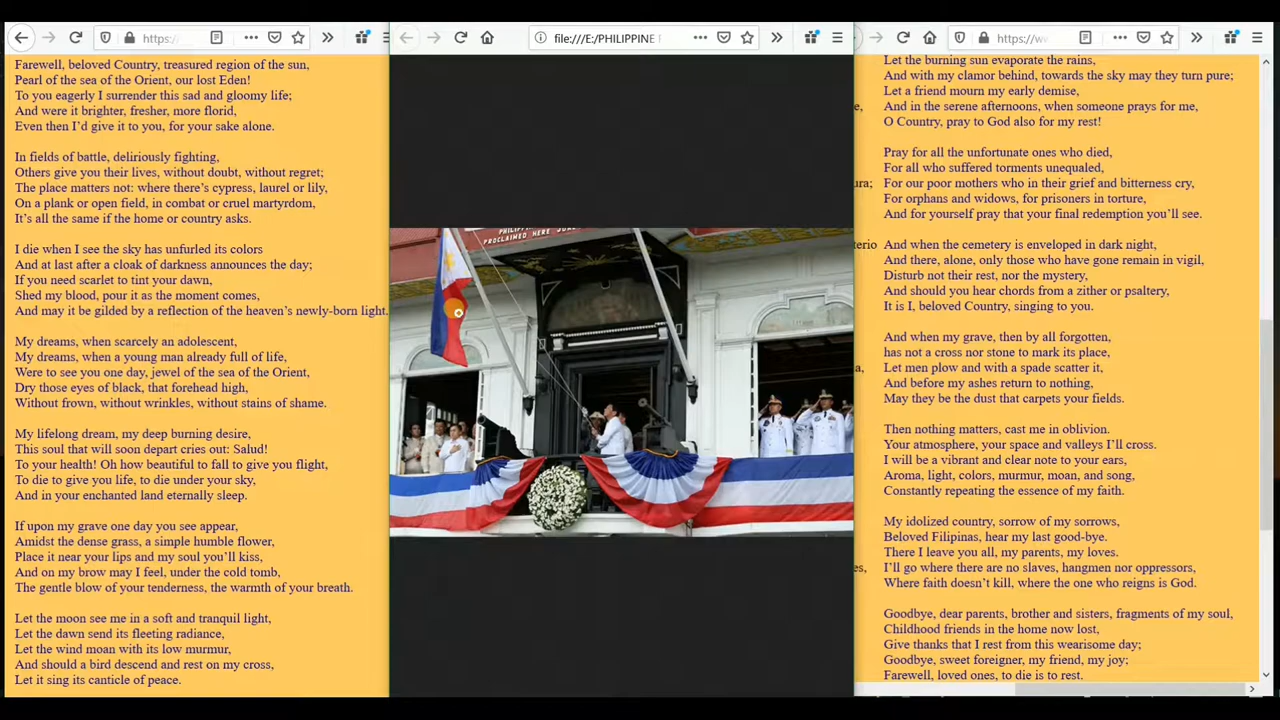 https://
file:///E:/PHILIPPINE
https://w
Farewell, beloved Country, treasured region of the sun,
Pearl of the sea of the Orient, our lost Eden!
To you eagerly I surrender this sad and gloomy life;
And were it brighter, fresher, more florid,
Even then I'd give it to you, for your sake alone.
In fields of battle, deliriously fighting,
Others give you their lives, without doubt, without regret;
The place matters not: where there's cypress, laurel or lily,
On a plank or open field, in combat or cruel martyrdom,
It's all the same if the home or country asks.
I die when I see the sky has unfurled its colors
And at last after a cloak of darkness announces the day;
If you need scarlet to tint your dawn,
Shed my blood, pour it as the moment comes,
And may it be gilded by a reflection of the heaven's newly-born light.
My dreams, when scarcely an adolescent,
My dreams, when a young man already full of life,
Were to see you one day, jewel of the sea of the Orient,
Dry those eyes of black, that forehead high,
Without frown, without wrinkles, without stains of shame.
My lifelong dream, my deep burning desire,
This soul that will soon depart cries out: Salud!
To your health! Oh how beautiful to fall to give you flight,
To die to give you life, to die under your sky,
And in your enchanted land eternally sleep.
If upon my grave one day you see appear,
Amidst the dense grass, a simple humble flower,
Place it near your lips and my soul you'll kiss,
And on my brow may I feel, under the cold tomb,
The gentle blow of your tenderness, the warmth of your breath.
Let the moon see me in a soft and tranquil light,
Let the dawn send its fleeting radiance,
Let the wind moan with its low murmur,
And should a bird descend and rest on my cross,
Let it sing its canticle of peace.
PROCLAIMED HERE
Let the burning sun evaporate the rains,
And with my clamor behind, towards the sky may they turn pure;
Let a friend mourn my early demise,
And in the serene afternoons, when someone prays for me,
O Country, pray to God also for my rest!
Pray for all the unfortunate ones who died,
For all who suffered torments unequaled,
For our poor mothers who in their grief and bitterness cry,
For orphans and widows, for prisoners in torture,
And for yourself pray that your final redemption you'll see.
And when the cemetery is enveloped in dark night,
And there, alone, only those who have gone remain in vigil,
Disturb not their rest, nor the mystery,
And should you hear chords from a zither or psaltery,
It is I, beloved Country, singing to you.
And when my grave, then by all forgotten,
has not a cross nor stone to mark its place,
Let men plow and with a spade scatter it,
And before my ashes return to nothing,
May they be the dust that carpets your fields.
Then nothing matters, cast me in oblivion.
Your atmosphere, your space and valleys I'll cross.
I will be a vibrant and clear note to your ears,
Aroma, light, colors, murmur, moan, and song,
Constantly repeating the essence of my faith.
My idolized country, sorrow of my sorrows,
Beloved Filipinas, hear my last good-bye.
There I leave you all, my parents, my loves.
I'll go where there are no slaves, hangmen nor oppressors,
Where faith doesn't kill, where the one who reigns is God.
Goodbye, dear parents, brother and sisters, fragments of my soul,
Childhood friends in the home now lost,
Give thanks that I rest from this wearisome day;
Goodbye, sweet foreigner, my friend, my joy;
Farewell, loved ones, to die is to rest.